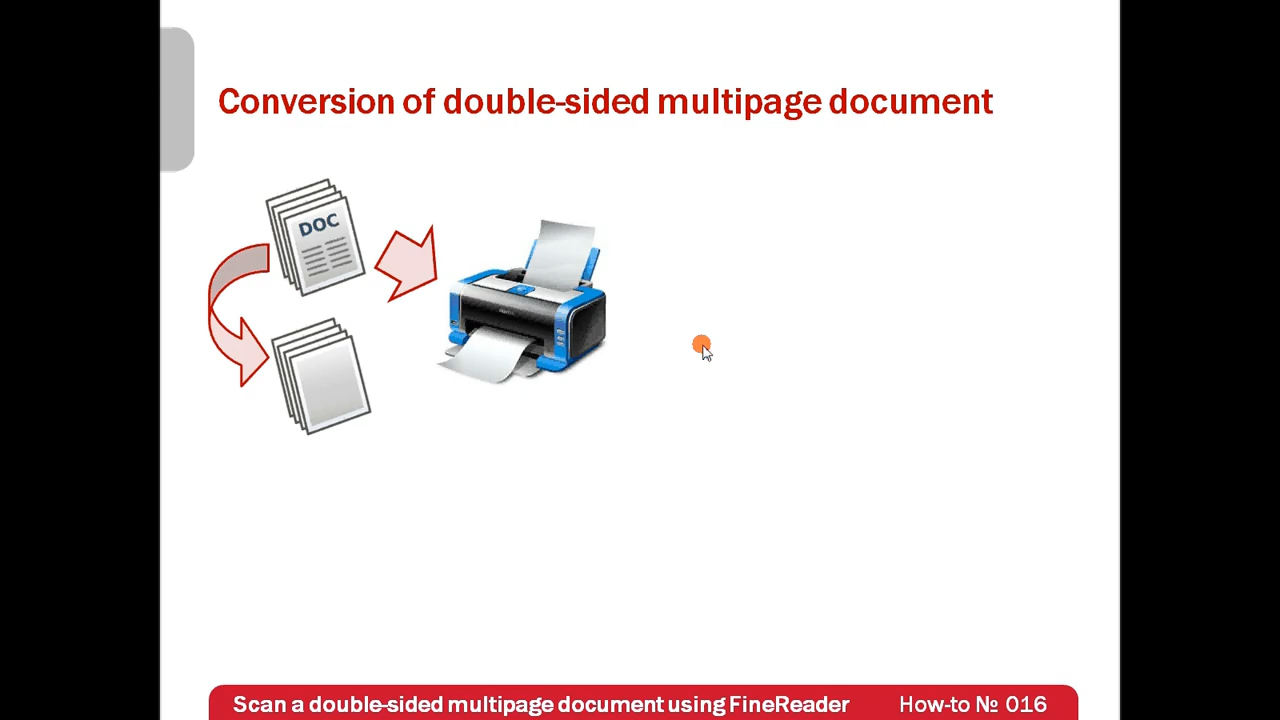 Conversion of double-sided multipage document
DOC
Scan a double-sided multipage document using FineReader
How-to № 016